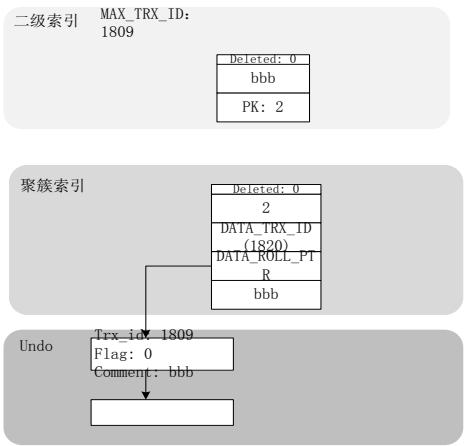 二级索引
MAX_TRX_ID:
1809
Deleted: 0
bbb
PK: 2
聚簇索引
Deleted: 0
2
DATA_TRX_ID
(1820)
DATA_ROLL_PT
R
bbb
Undo
Trx_id: 1809
Flag: 0
Comment: bbb